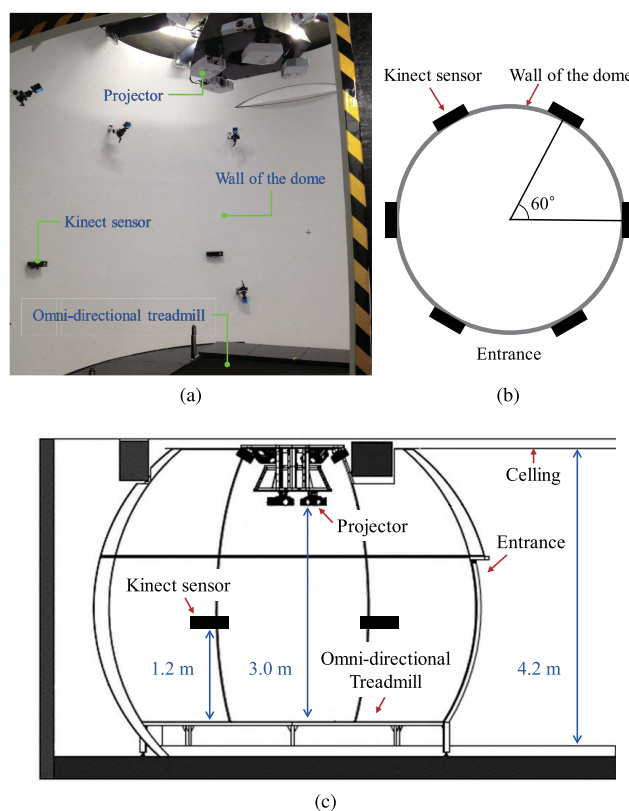 Projector
Wall of the dome
Kinect sensor
Omni-directional treadmill
(a)
Kinect sensor
Wall of the dome
60°
Entrance
(b)
Celling
Projector
Entrance
Kinect sensor
1.2 m
3.0 m
Omni-directional
Treadmill
4.2 m
(c)